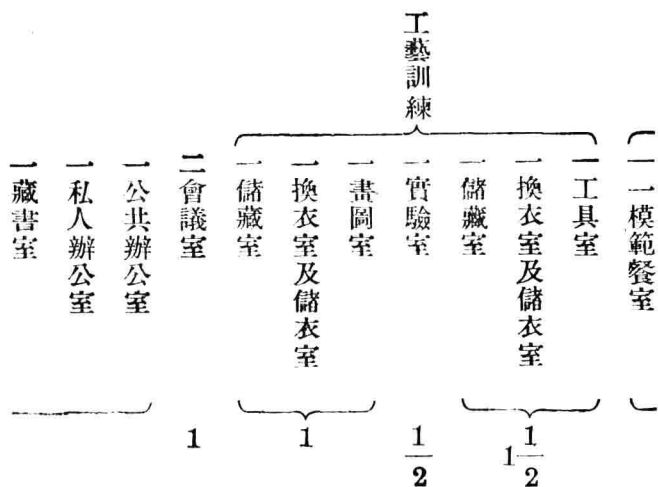 一一模範餐室
工藝訓練
一工具室
一換衣室及儲衣室
一儲藏室
1 1/2
一實驗室
1/2
一畫圖室
一換衣室及儲衣室
一儲藏室
1
二會議室
1
一公共辦公室
一私人辦公室
一藏書室